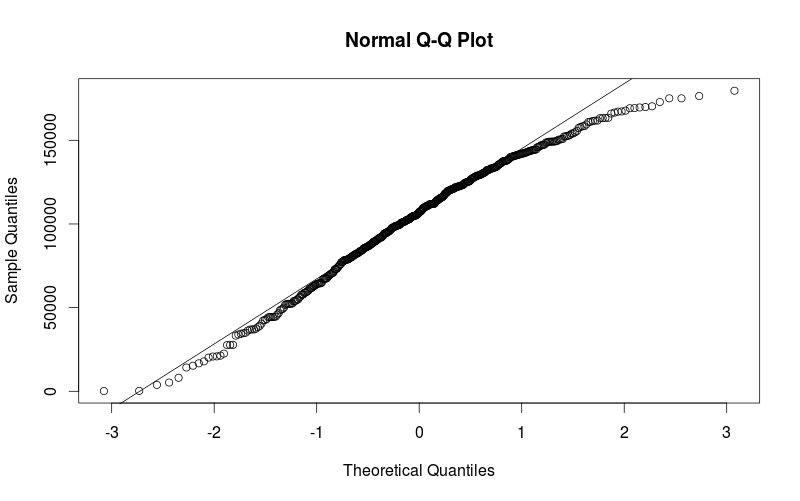 Normal Q-Q Plot
Sample Quantiles
150000
100000
50000
0
-3 -2 -1 0 1 2 3
Theoretical Quantiles